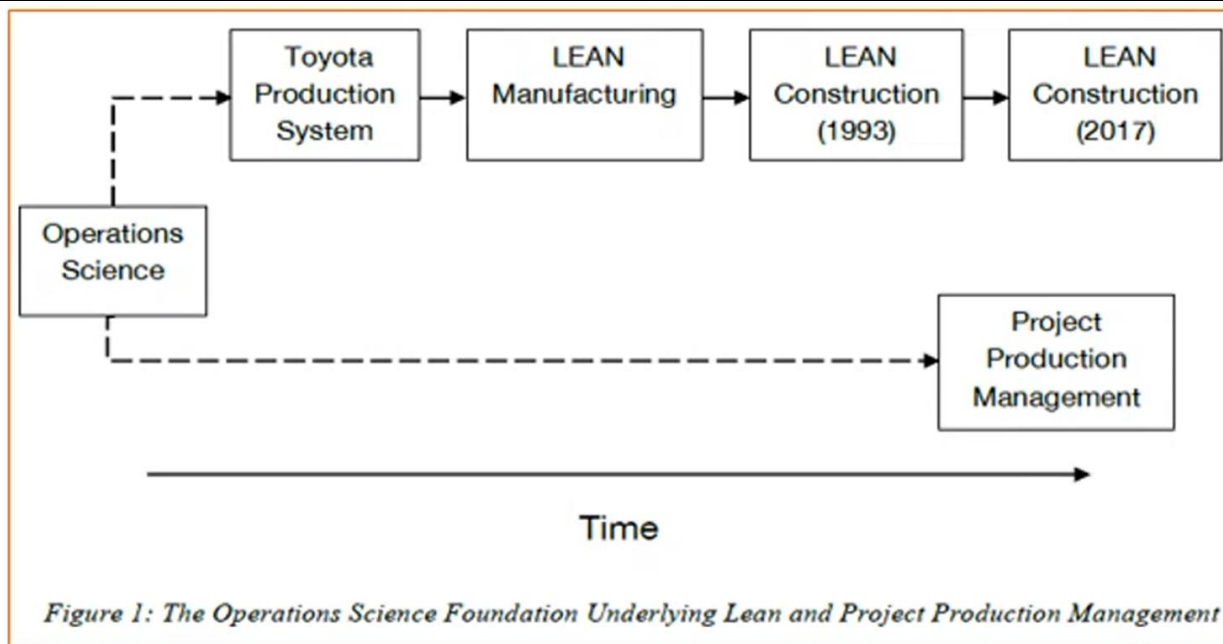 Toyota
Production
System
LEAN
Manufacturing
LEAN
Construction
(1993)
LEAN
Construction
(2017)
Operations
Science
Project
Production
Management
Time
Figure 1: The Operations Science Foundation Underlying Lean and Project Production Management